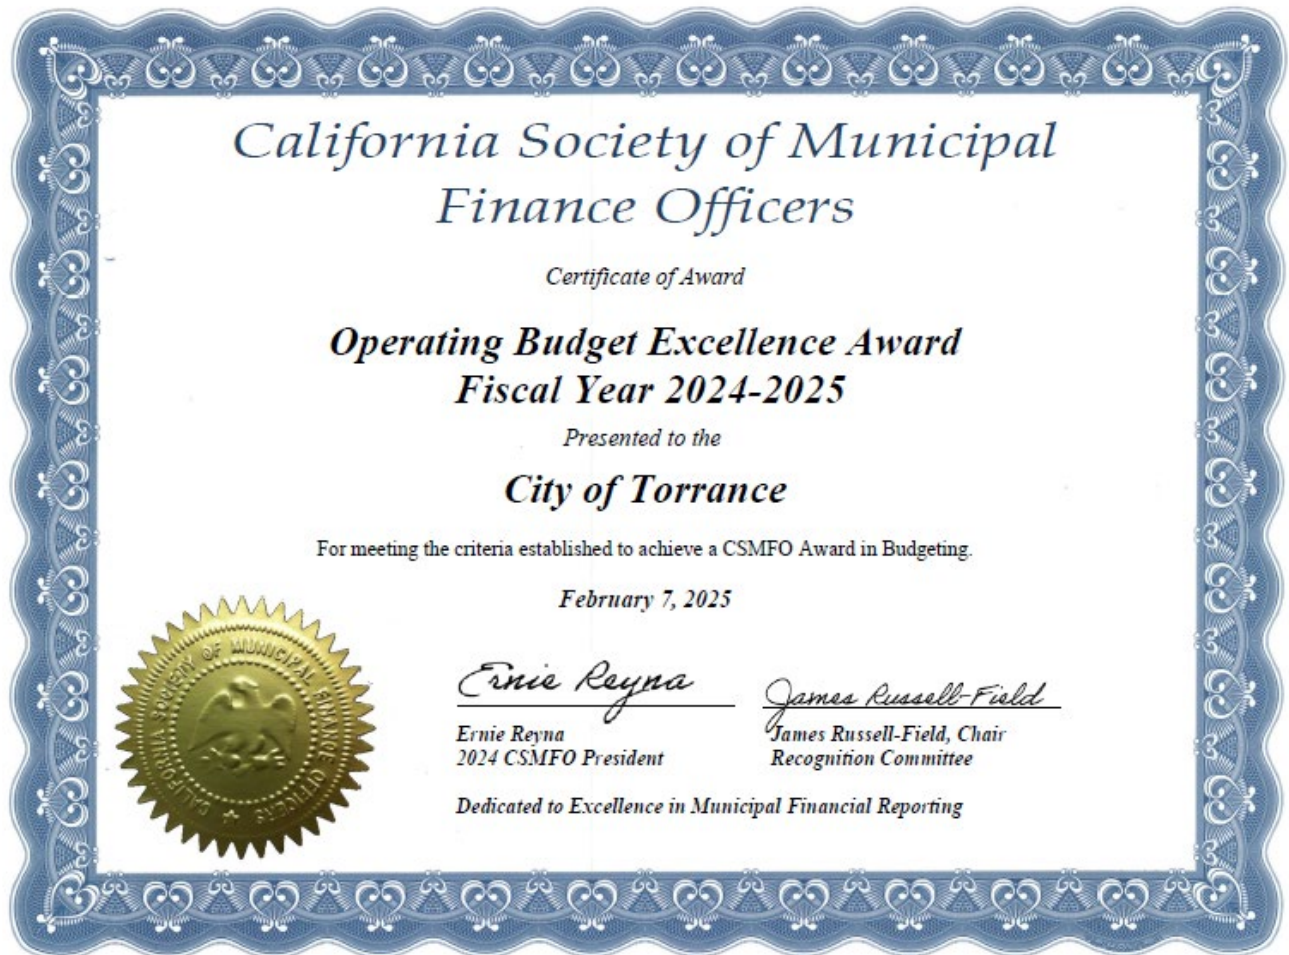 California Society of Municipal
Finance Officers
Certificate of Award
Operating Budget Excellence Award
Fiscal Year 2024-2025
Presented to the
City of Torrance
For meeting the criteria established to achieve a CSMFO Award in Budgeting.
February 7, 2025
CALIFORNIA SOCIETY OF MUNICIPAL FINANCE OFFICERS
Ernie Reyna
James Russell-Field
Ernie Reyna
2024 CSMFO President
James Russell-Field, Chair
Recognition Committee
Dedicated to Excellence in Municipal Financial Reporting